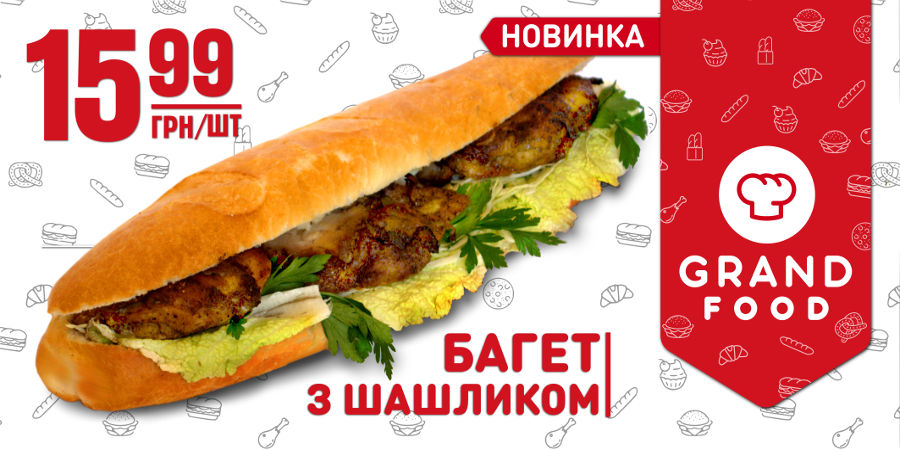 15 99
ГРН/ШТ
НОВИНКА
GRAND
FOOD
БАГЕТ
З ШАШЛИКОМ